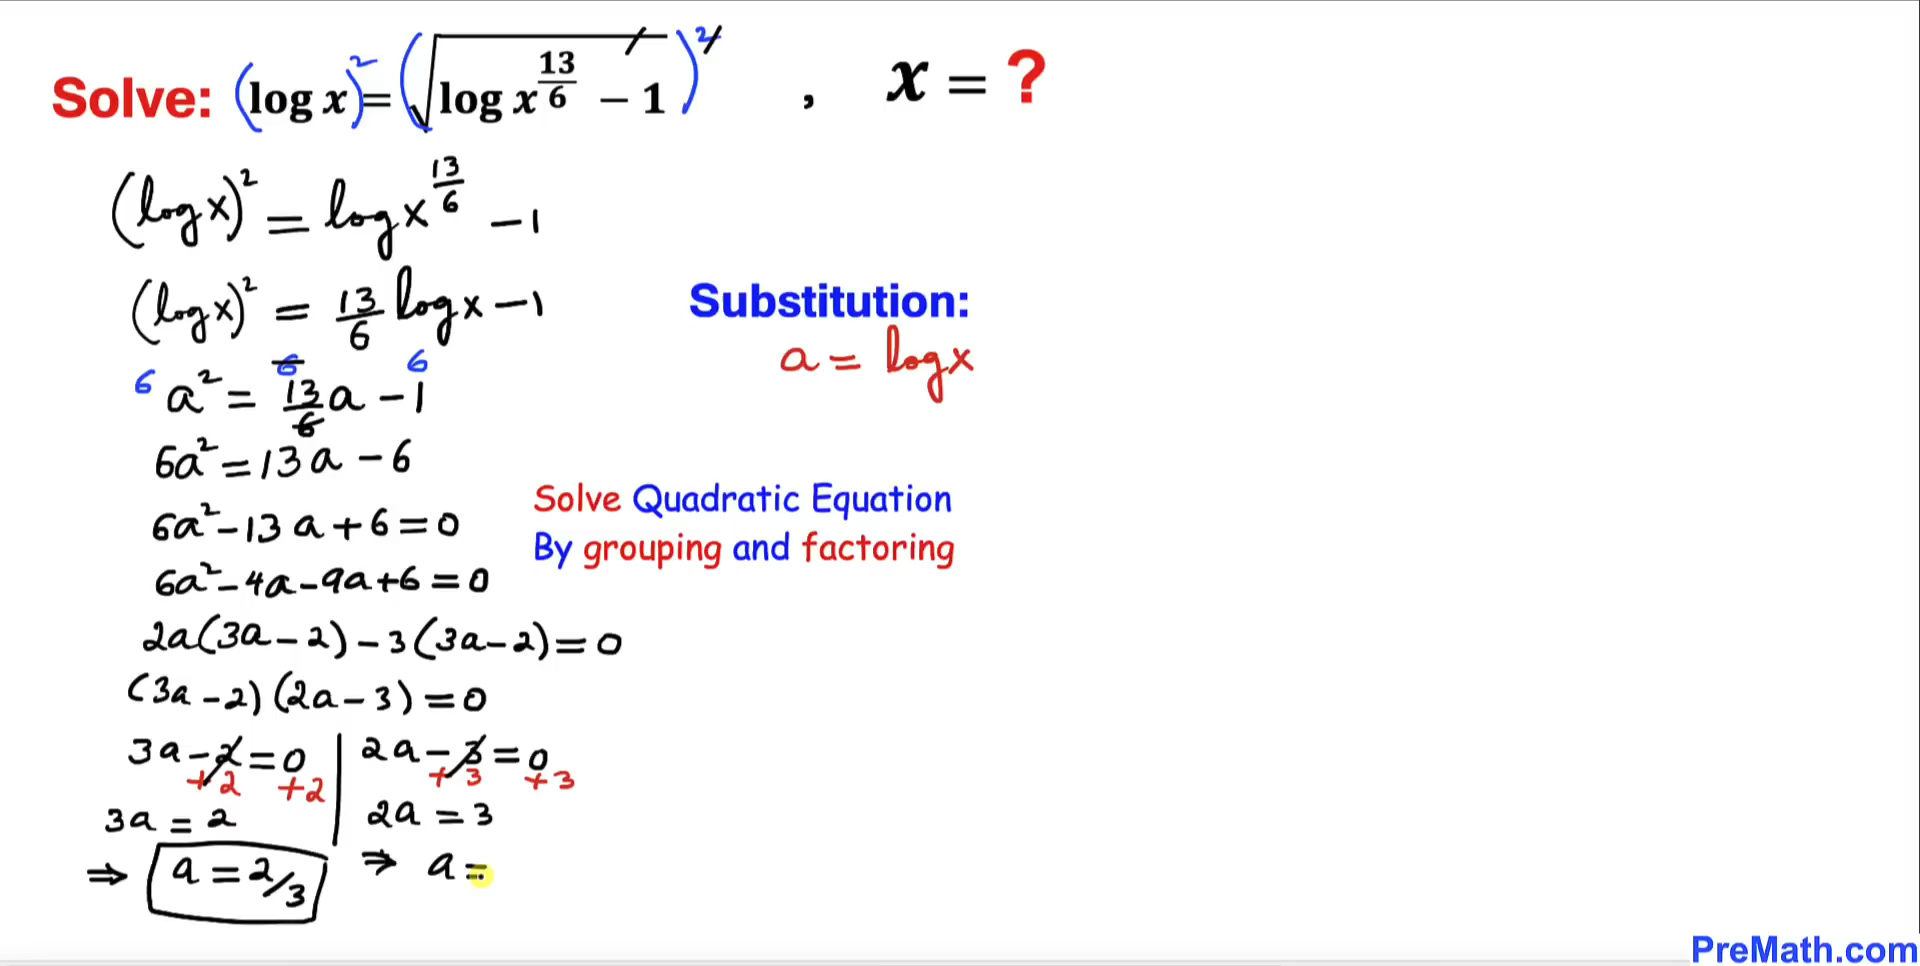 Solve: (log x)² = (√(log x^(13/6) − 1))² , x = ?
(log x)² = log x^(13/6) − 1
(log x)² = 13/6 log x − 1
Substitution:
a = log x
6 6 6
a² = 13/6 a − 1
6a² = 13a − 6
Solve Quadratic Equation
6a² − 13a + 6 = 0
By grouping and factoring
6a² − 4a − 9a + 6 = 0
2a(3a − 2) − 3(3a − 2) = 0
(3a − 2)(2a − 3) = 0
3a − 2 = 0 | 2a − 3 = 0
+2 +2 +3 +3
3a = 2 2a = 3
⇒ a = 2/3 ⇒ a =
PreMath.com